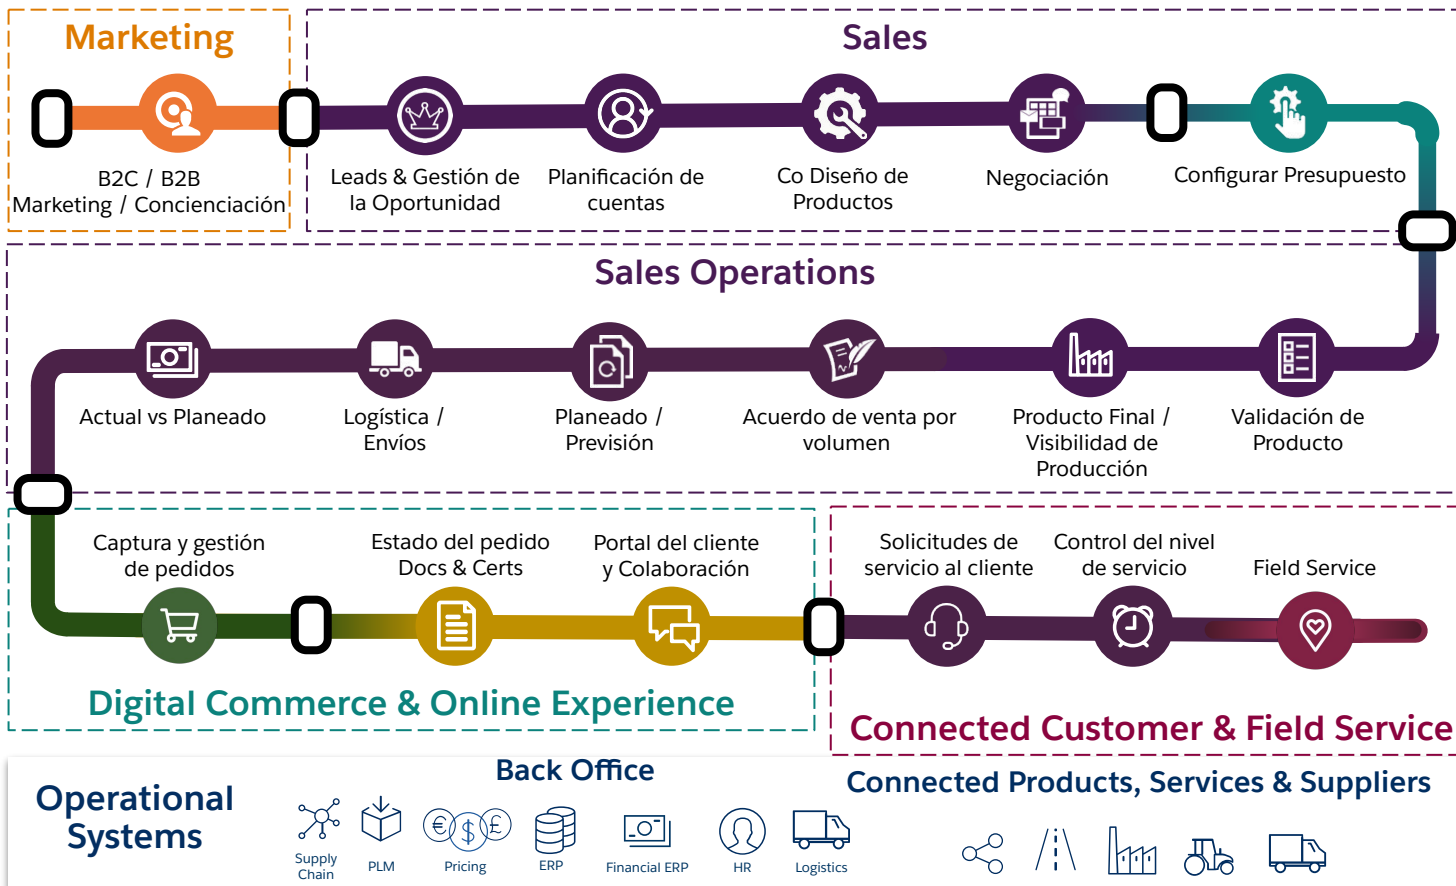 Marketing
Sales
B2C / B2B
Marketing / Concienciación
Leads & Gestión de
la Oportunidad
Planificación de
cuentas
Co Diseño de
Productos
Negociación
Configurar Presupuesto
Sales Operations
Actual vs Planeado
Logística /
Envíos
Planeado /
Previsión
Acuerdo de venta por
volumen
Producto Final /
Visibilidad de
Producción
Validación de
Producto
Captura y gestión
de pedidos
Estado del pedido
Docs & Certs
Portal del cliente
y Colaboración
Solicitudes de
servicio al cliente
Control del nivel
de servicio
Field Service
Digital Commerce & Online Experience
Connected Customer & Field Service
Operational
Systems
Back Office
Supply
Chain
PLM
€ $ £
Pricing
ERP
Financial ERP
HR
Logistics
Connected Products, Services & Suppliers